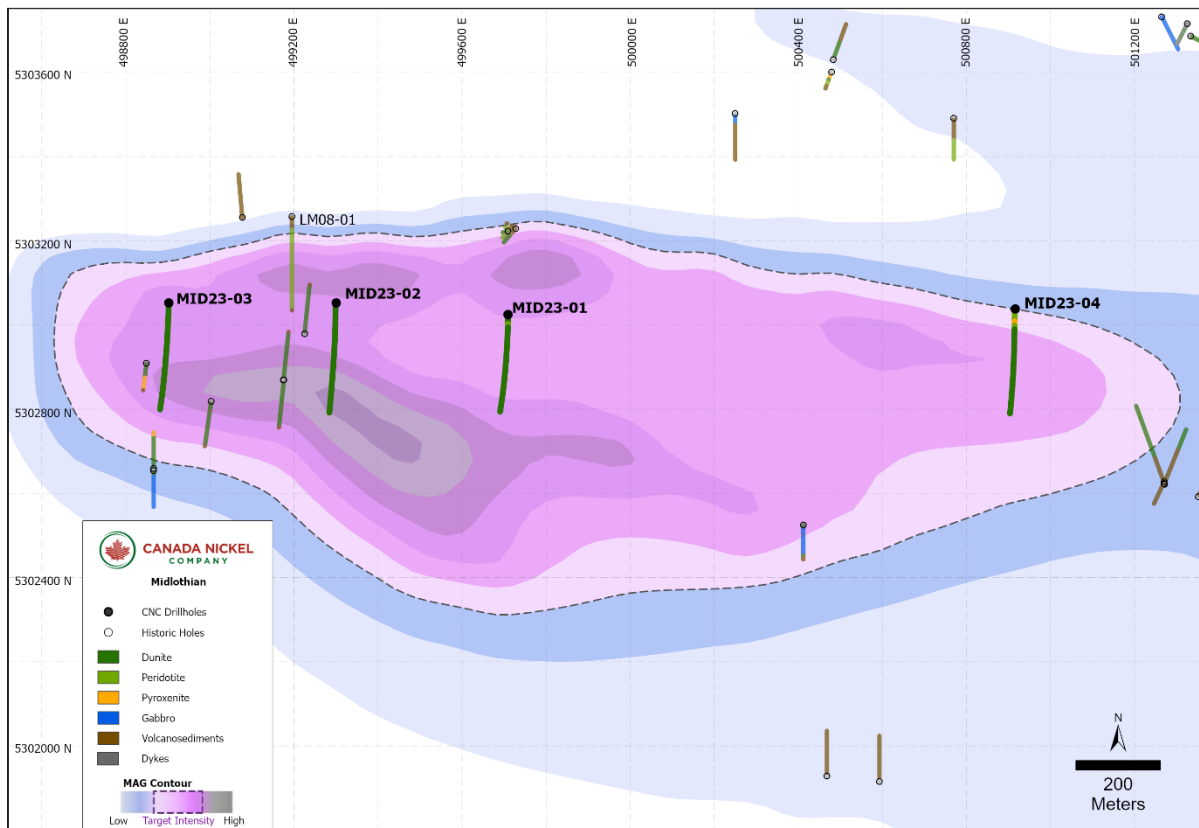 498800 E
499200 E
499600 E
500000 E
500400 E
500800 E
501200 E
5303600 N
LM08-01
5303200 N
MID23-03
MID23-02
MID23-01
MID23-04
5302800 N
5302400 N
5302000 N
CANADA NICKEL
COMPANY
Midlothian
CNC Drillholes
Historic Holes
Dunite
Peridotite
Pyroxenite
Gabbro
Volcanosediments
Dykes
MAG Contour
Low Target Intensity High
N
200
Meters